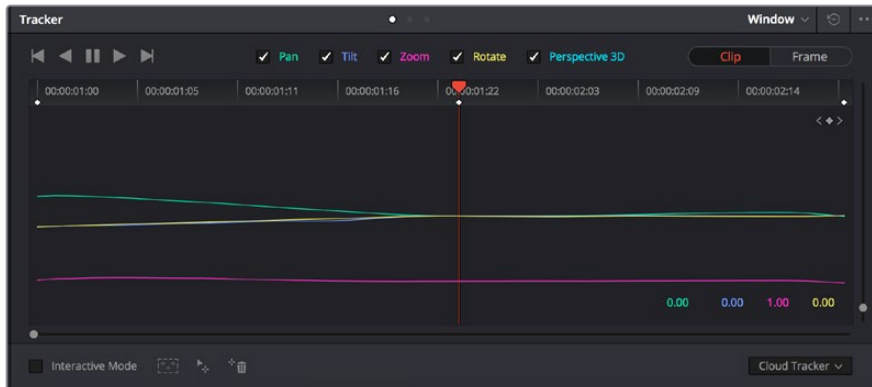 Tracker Window
Pan Tilt Zoom Rotate Perspective 3D Clip Frame
00:00:01:00 00:00:01:05 00:00:01:11 00:00:01:16 00:00:01:22 00:00:02:03 00:00:02:09 00:00:02:14
0.00 0.00 1.00 0.00
Interactive Mode Cloud Tracker